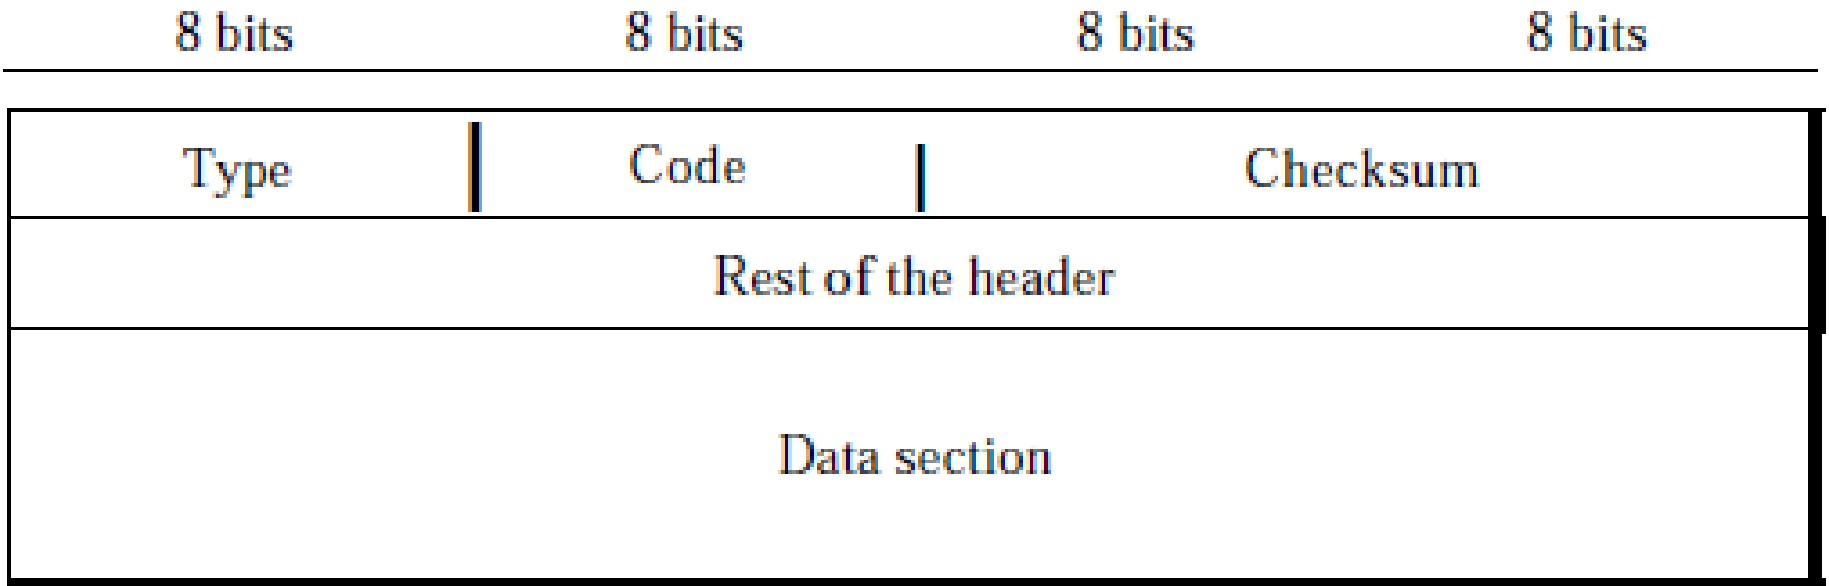 8 bits 8 bits 8 bits 8 bits
Type Code Checksum
Rest of the header
Data section